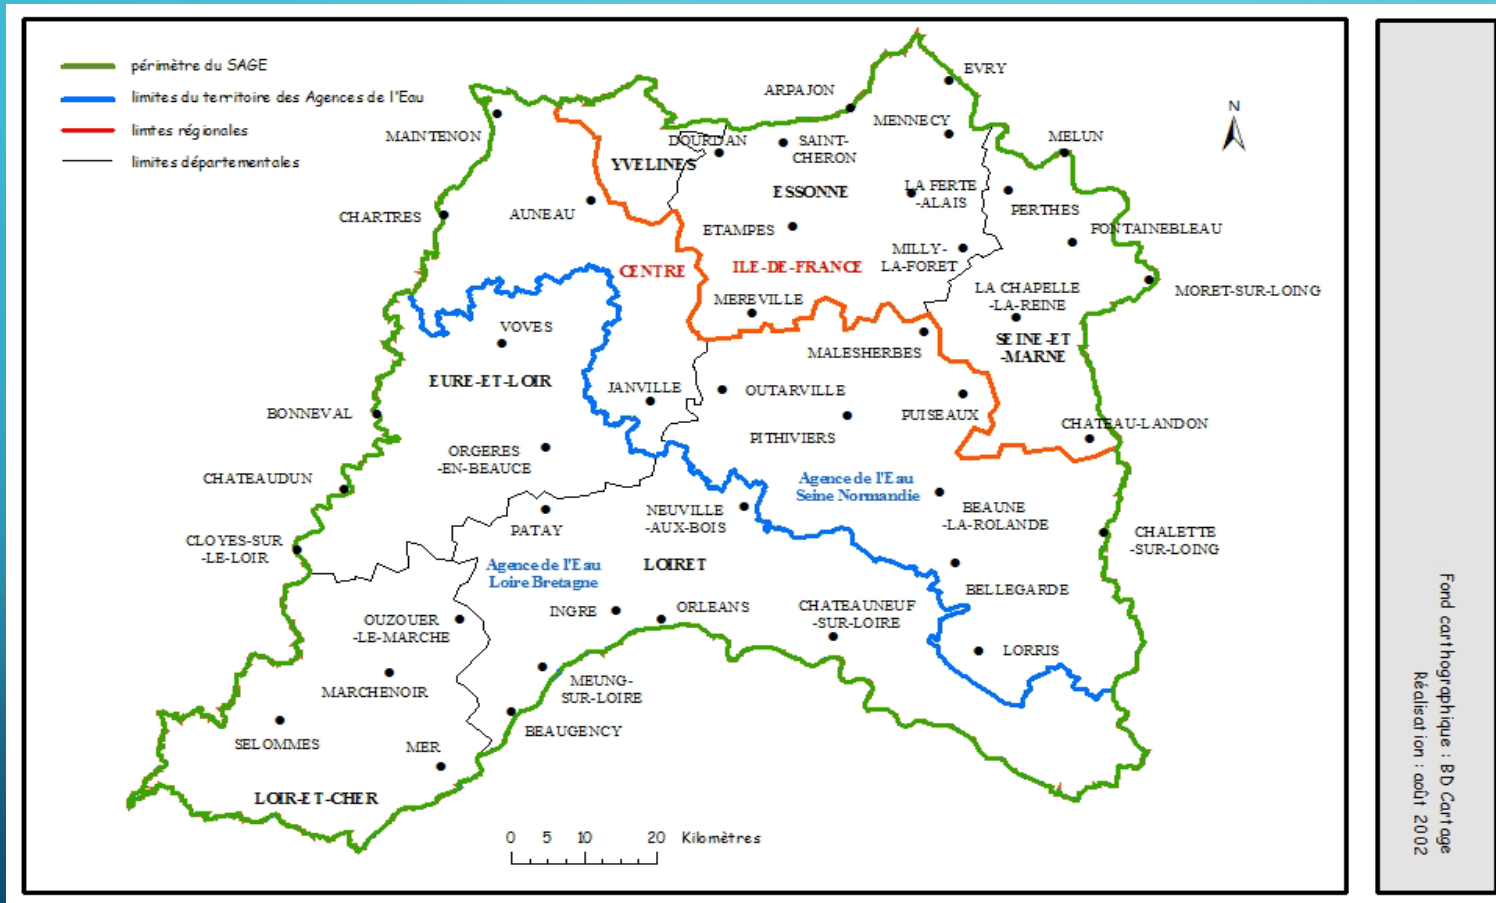 périmètre du SAGE
limites du territoire des Agences de l'Eau
limtes régionales
limites départementales
N
EVRY
ARPAJON
MENNECY
MAINTENON
DOURDAN
SAINT-
CHERON
MELUN
YVELINES
ESSONNE
LA FERTE
-ALAIS
PERTHES
CHARTRES
AUNEAU
ETAMPES
FONTAINEBLEAU
MILLY-
LA-FORET
CENTRE
ILE-DE-FRANCE
LA CHAPELLE
-LA-REINE
MORET-SUR-LOING
MEREVILLE
VOVES
SEINE-ET
-MARNE
MALESHERBES
EURE-ET-LOIR
JANVILLE
OUTARVILLE
BONNEVAL
PUISEAUX
CHATEAU-LANDON
PITHIVIERS
ORGERES
-EN-BEAUCE
CHATEAUDUN
Agence de l'Eau
Seine Normandie
NEUVILLE
-AUX-BOIS
BEAUNE
-LA-ROLANDE
PATAY
CHALETTE
-SUR-LOING
CLOYES-SUR
-LE-LOIR
Agence de l'Eau
Loire Bretagne
LOIRET
BELLEGARDE
INGRE
ORLEANS
CHATEAUNEUF
-SUR-LOIRE
OUZOUER
-LE-MARCHE
LORRIS
MARCHENOIR
MEUNG-
SUR-LOIRE
BEAUGENCY
SELOMMES
MER
LOIR-ET-CHER
0 5 10 20 Kilomètres
Fond carthographique : BD Cartage
Réalisation : août 2002